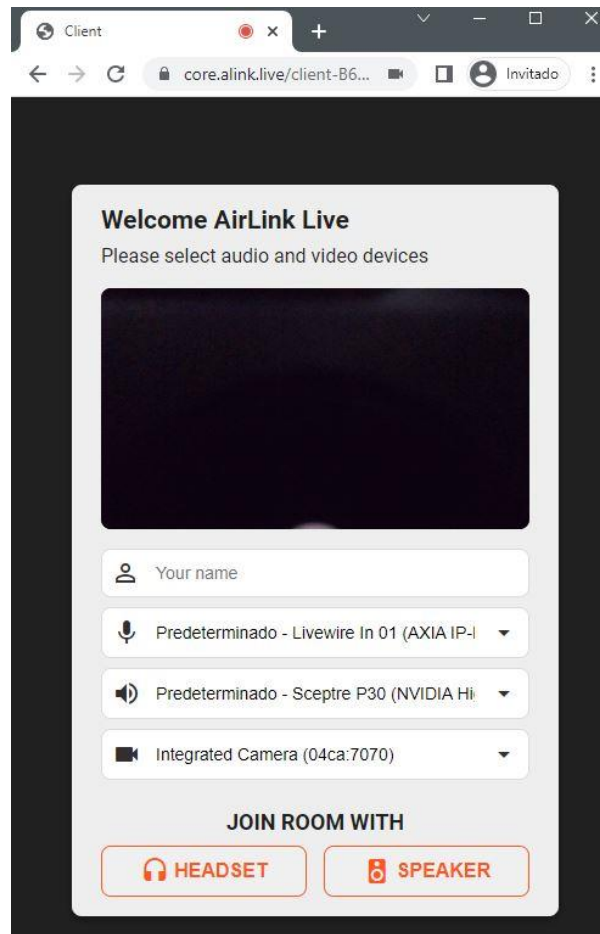 Client
core.alink.live/client-B6...
Invitado
Welcome AirLink Live
Please select audio and video devices
Your name
Predeterminado - Livewire In 01 (AXIA IP-
Predeterminado - Sceptre P30 (NVIDIA Hi
Integrated Camera (04ca:7070)
JOIN ROOM WITH
HEADSET
SPEAKER